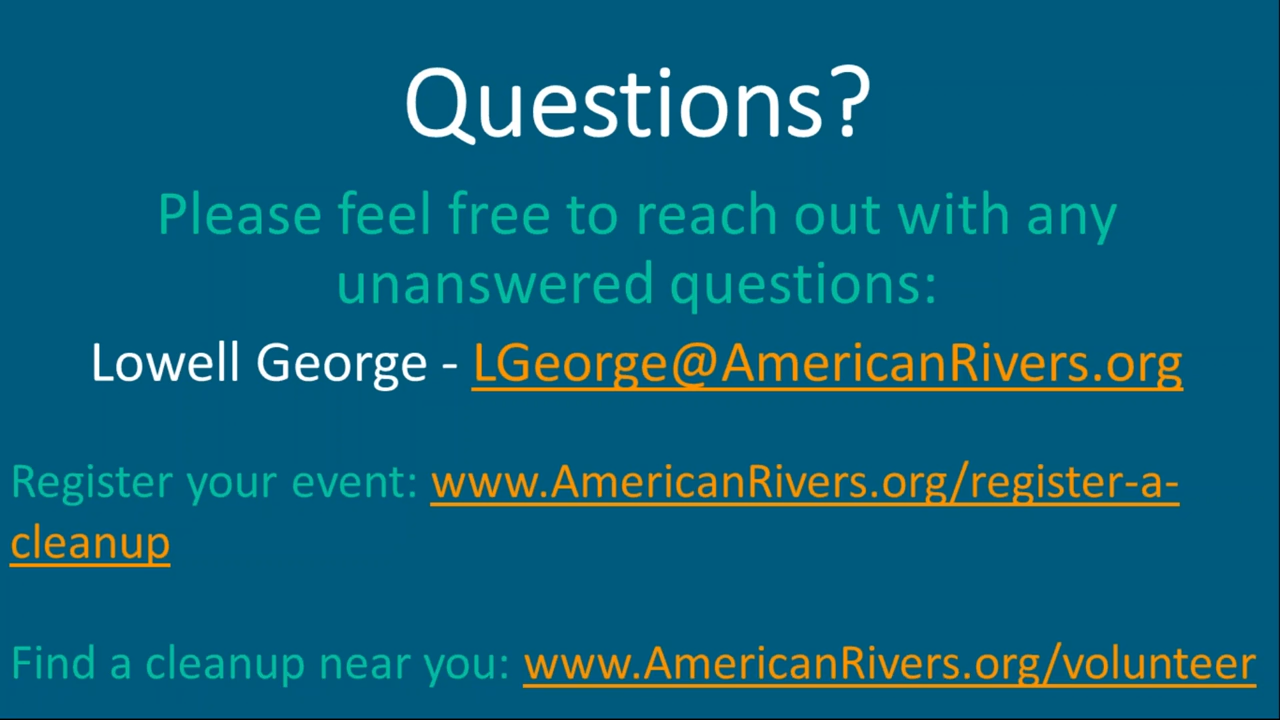 Questions?
Please feel free to reach out with any
unanswered questions:
Lowell George - LGeorge@AmericanRivers.org
Register your event: www.AmericanRivers.org/register-a-
cleanup
Find a cleanup near you: www.AmericanRivers.org/volunteer